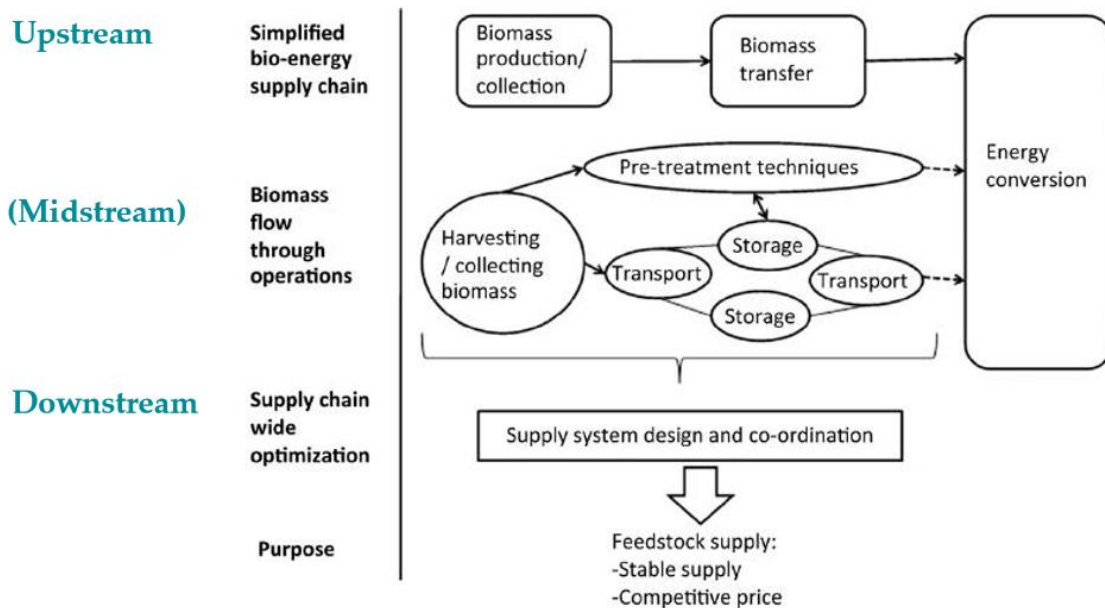 Upstream
Simplified
bio-energy
supply chain
Biomass
production/
collection
Biomass
transfer
Energy
conversion
(Midstream)
Biomass
flow
through
operations
Pre-treatment techniques
Harvesting
/ collecting
biomass
Storage
Transport
Transport
Storage
Downstream
Supply chain
wide
optimization
Supply system design and co-ordination
Purpose
Feedstock supply:
-Stable supply
-Competitive price